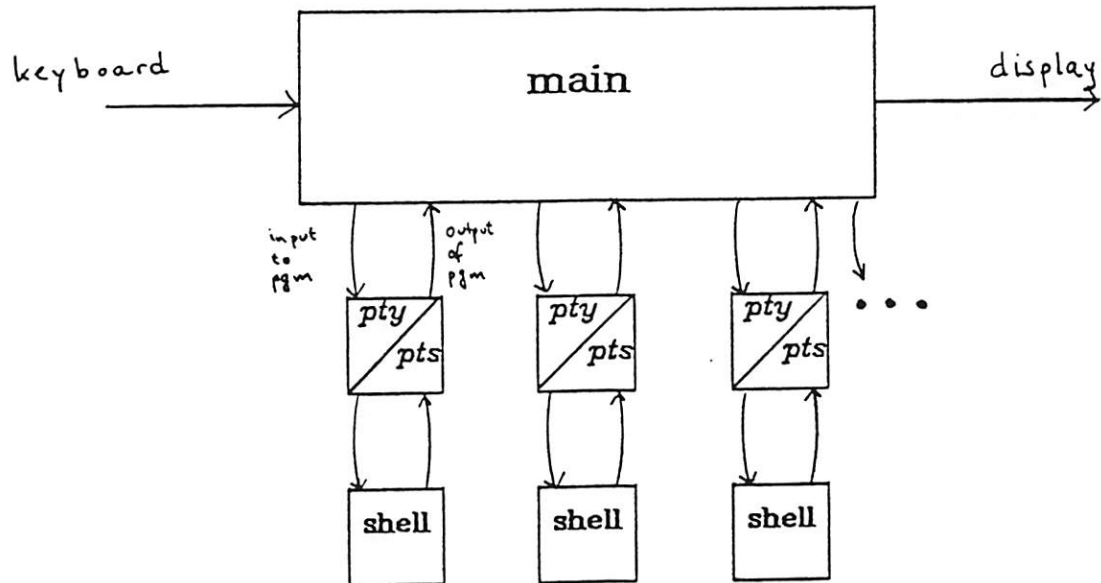 keyboard
main
display
input
to
pgm
output
of
pgm
pty
pts
pty
pts
pty
pts
shell
shell
shell